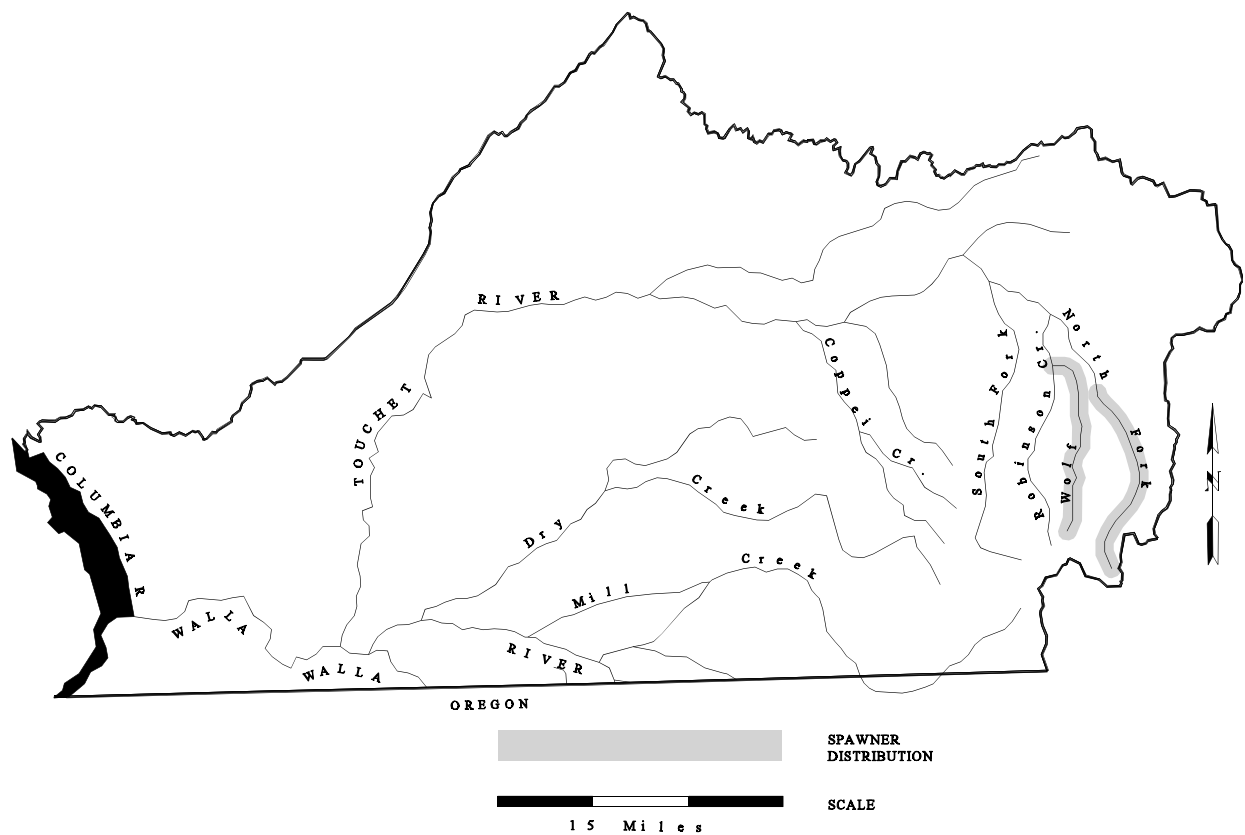 RIVER
TOUCHET
COLUMBIA R
WALLA
WALLA
RIVER
OREGON
Dry
Creek
Mill
Creek
Coppei Cr.
South Fork
Robinson Cr.
Wolf
North
Fork
N
SPAWNER
DISTRIBUTION
SCALE
15 Miles